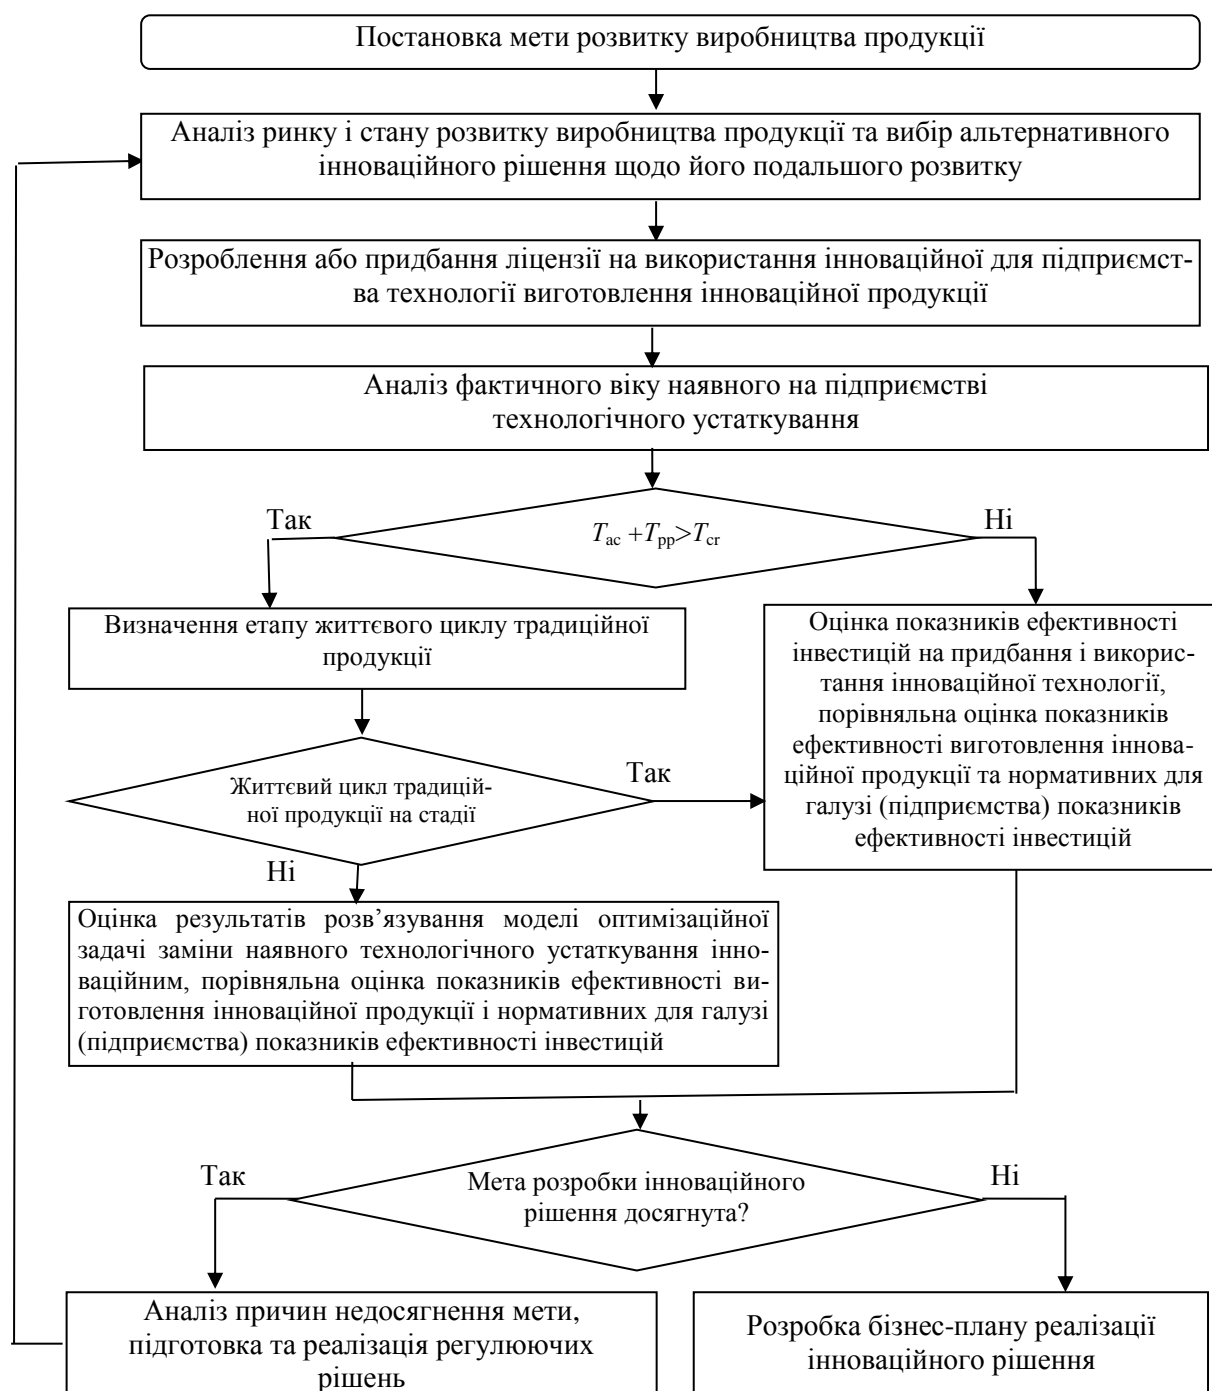 Постановка мети розвитку виробництва продукції
Аналіз ринку і стану розвитку виробництва продукції та вибір альтернативного
інноваційного рішення щодо його подальшого розвитку
Розроблення або придбання ліцензії на використання інноваційної для підприємст-
ва технології виготовлення інноваційної продукції
Аналіз фактичного віку наявного на підприємстві
технологічного устаткування
Так
Ні
Tac +Tpp>Tcr
Визначення етапу життєвого циклу традиційної
продукції
Оцінка показників ефективності
інвестицій на придбання і викорис-
тання інноваційної технології,
порівняльна оцінка показників
ефективності виготовлення іннова-
ційної продукції та нормативних для
галузі (підприємства) показників
ефективності інвестицій
Життєвий цикл традицій-
ної продукції на стадії
Так
Ні
Оцінка результатів розв’язування моделі оптимізаційної
задачі заміни наявного технологічного устаткування інно-
ваційним, порівняльна оцінка показників ефективності ви-
готовлення інноваційної продукції і нормативних для галузі
(підприємства) показників ефективності інвестицій
Так
Ні
Мета розробки інноваційного
рішення досягнута?
Аналіз причин недосягнення мети,
підготовка та реалізація регулюючих
рішень
Розробка бізнес-плану реалізації
інноваційного рішення